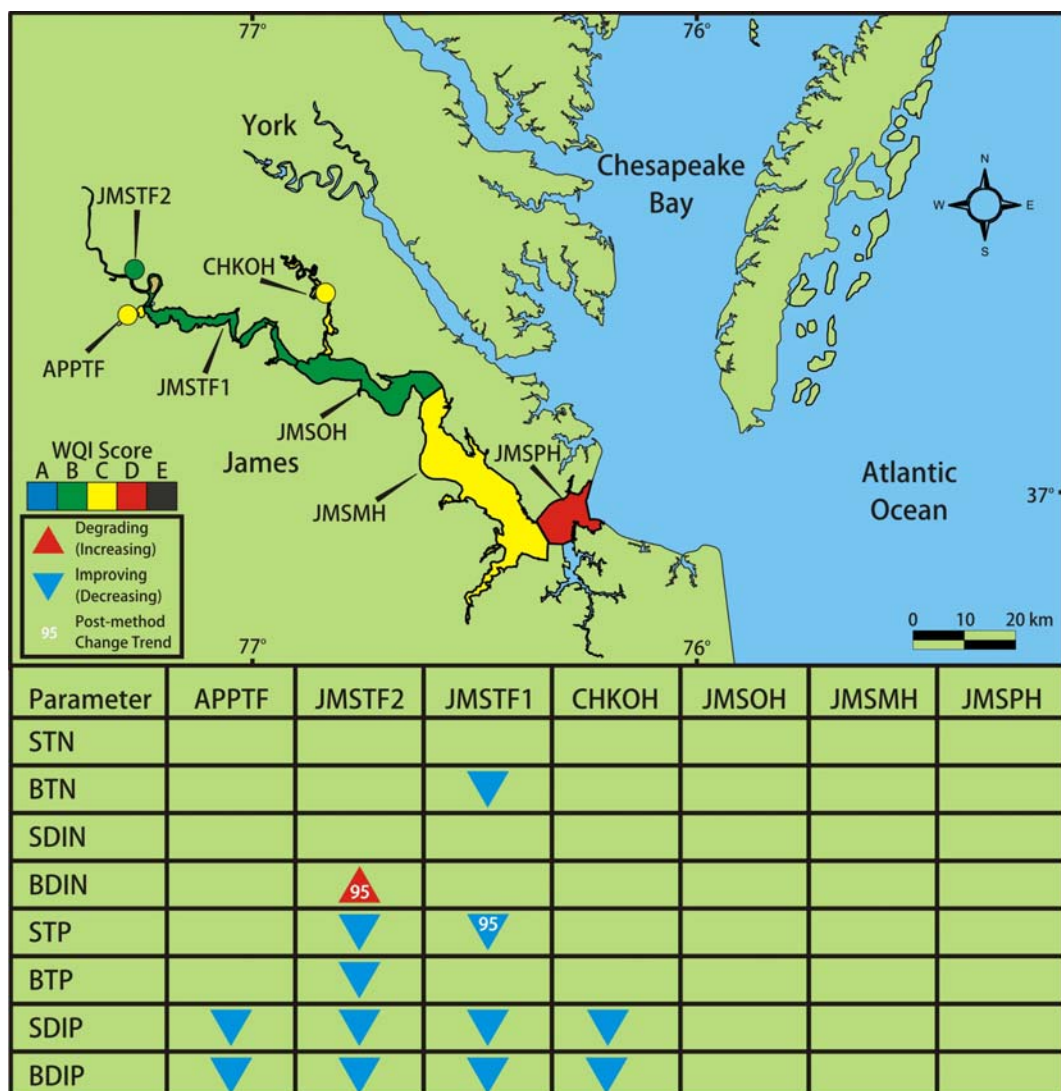 77°
76°
York
Chesapeake
Bay
N
W
E
S
JMSTF2
CHKOH
APPTF
JMSTF1
JMSOH
WQI Score
A B C D E
James
JMSPH
JMSMH
Atlantic
Ocean
37°
Degrading
(Increasing)
Improving
(Decreasing)
95 Post-method
Change Trend
77°
76°
0 10 20 km
Parameter APPTF JMSTF2 JMSTF1 CHKOH JMSOH JMSMH JMSPH
STN
BTN
SDIN
BDIN 95
STP 95
BTP
SDIP
BDIP